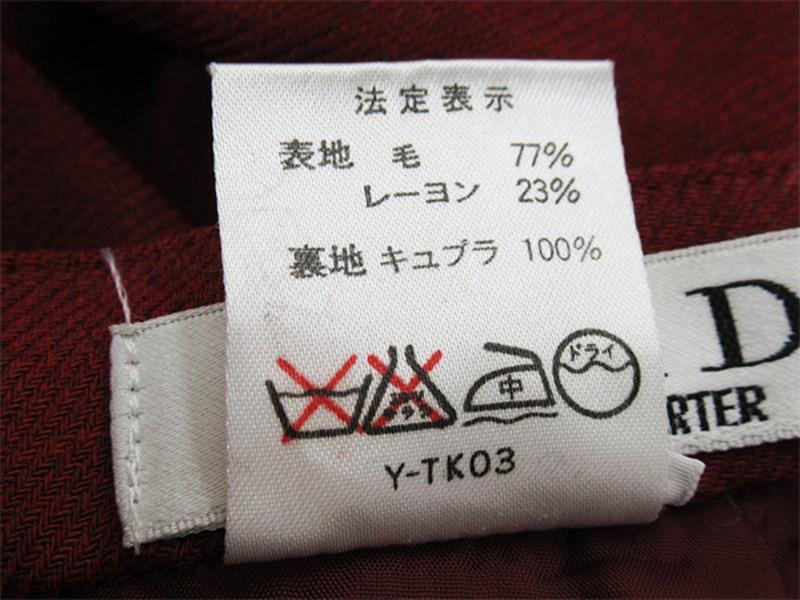 法定表示
表地 毛 77%
レーヨン 23%
裏地 キュプラ 100%
中 ドライ
Y-TK03
D
RTER